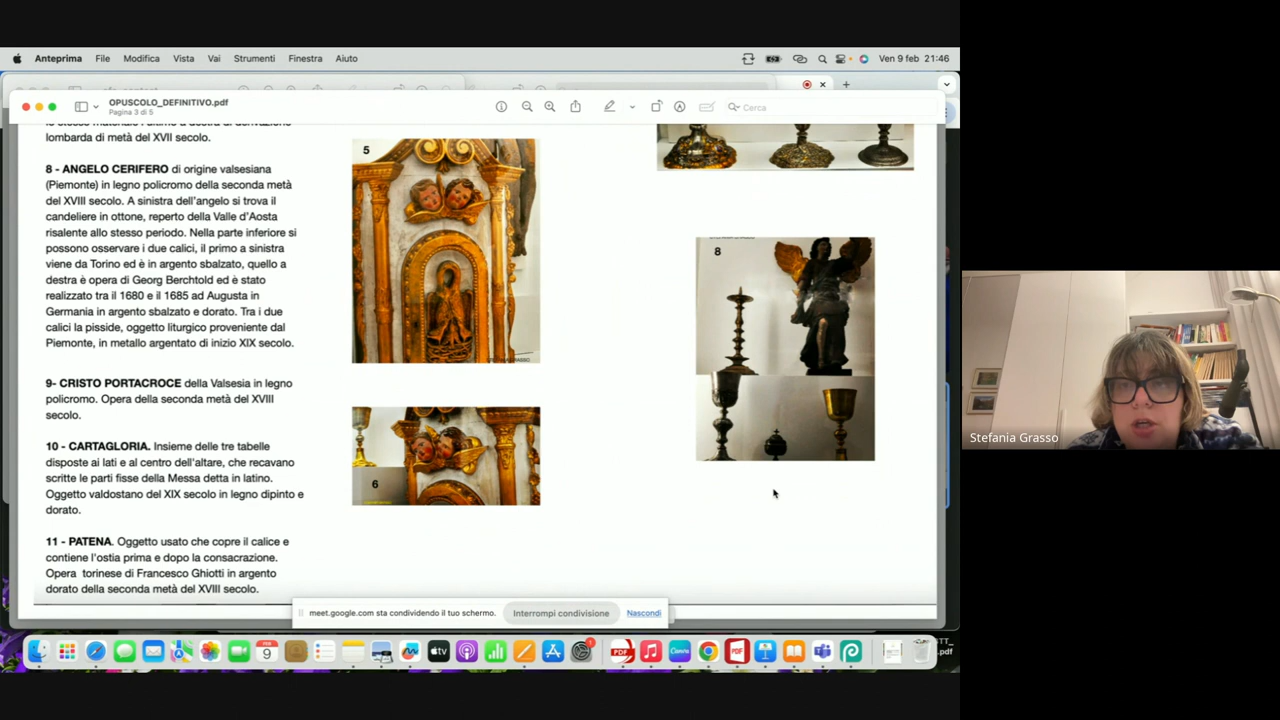 Anteprima File Modifica Vista Vai Strumenti Finestra Aiuto Ven 9 feb 21:46
OPUSCOLO_DEFINITIVO.pdf
Pagina 3 di 5
Cerca
lombarda di metà del XVII secolo.
8 - ANGELO CERIFERO di origine valsesiana
(Piemonte) in legno policromo della seconda metà
del XVIII secolo. A sinistra dell'angelo si trova il
candeliere in ottone, reperto della Valle d'Aosta
risalente allo stesso periodo. Nella parte inferiore si
possono osservare i due calici, il primo a sinistra
viene da Torino ed è in argento sbalzato, quello a
destra è opera di Georg Berchtold ed è stato
realizzato tra il 1680 e il 1685 ad Augusta in
Germania in argento sbalzato e dorato. Tra i due
calici la pisside, oggetto liturgico proveniente dal
Piemonte, in metallo argentato di inizio XIX secolo.
9- CRISTO PORTACROCE della Valsesia in legno
policromo. Opera della seconda metà del XVIII
secolo.
10 - CARTAGLORIA. Insieme delle tre tabelle
disposte ai lati e al centro dell'altare, che recavano
scritte le parti fisse della Messa detta in latino.
Oggetto valdostano del XIX secolo in legno dipinto e
dorato.
11 - PATENA. Oggetto usato che copre il calice e
contiene l'ostia prima e dopo la consacrazione.
Opera torinese di Francesco Ghiotti in argento
dorato della seconda metà del XVIII secolo.
5
6
8
Stefania Grasso
meet.google.com sta condividendo il tuo schermo. Interrompi condivisione Nascondi
FEB
9
tv
1
PDF
Canva
.pdf